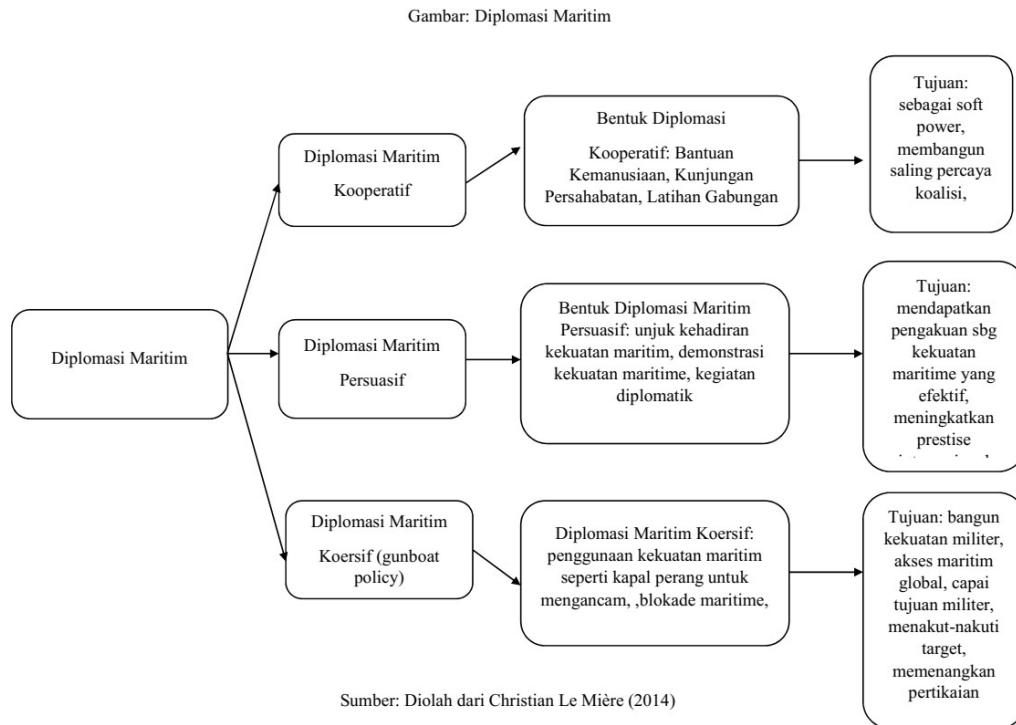 Gambar: Diplomasi Maritim
Diplomasi Maritim
Diplomasi Maritim
Kooperatif
Bentuk Diplomasi
Kooperatif: Bantuan
Kemanusiaan, Kunjungan
Persahabatan, Latihan Gabungan
Tujuan:
sebagai soft
power,
membangun
saling percaya
koalisi,
Diplomasi Maritim
Persuasif
Bentuk Diplomasi Maritim
Persuasif: unjuk kehadiran
kekuatan maritim, demonstrasi
kekuatan maritime, kegiatan
diplomatik
Tujuan:
mendapatkan
pengakuan sbg
kekuatan
maritime yang
efektif,
meningkatkan
prestise
Diplomasi Maritim
Koersif (gunboat
policy)
Diplomasi Maritim Koersif:
penggunaan kekuatan maritim
seperti kapal perang untuk
mengancam, ,blokade maritime,
Tujuan: bangun
kekuatan militer,
akses maritim
global, capai
tujuan militer,
menakut-nakuti
target,
memenangkan
pertikaian
Sumber: Diolah dari Christian Le Mière (2014)